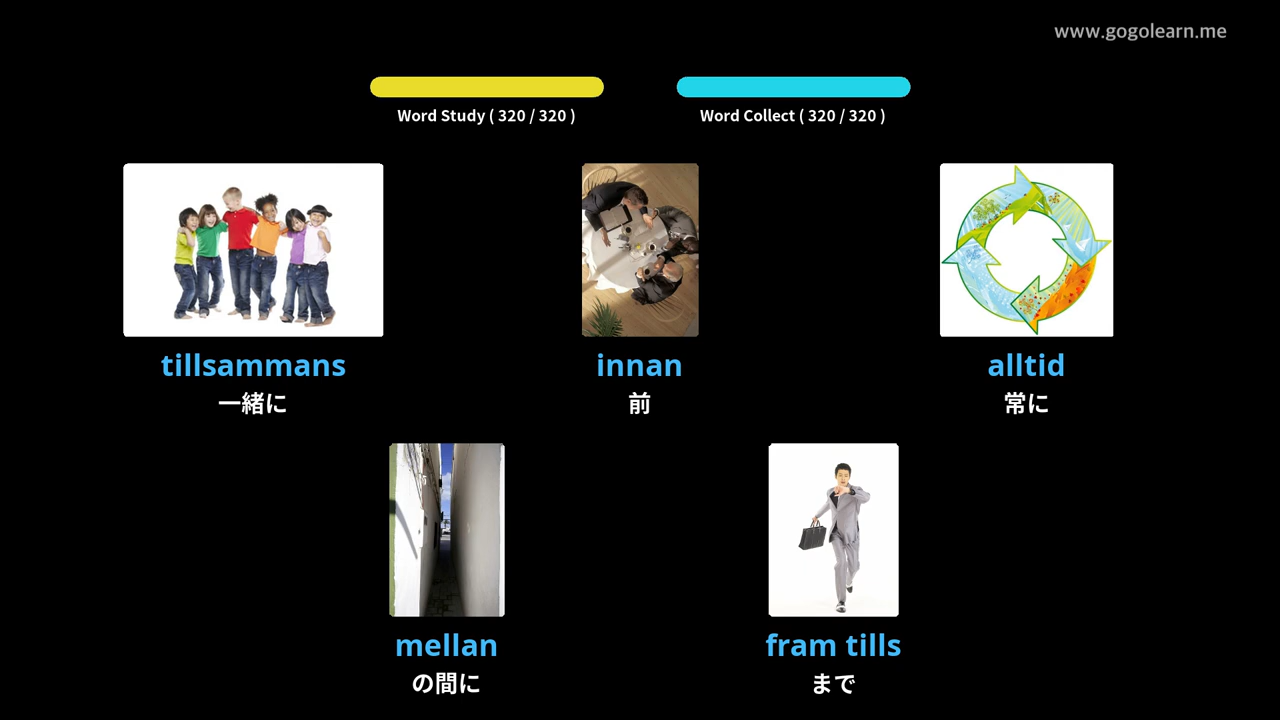 www.gogolearn.me
Word Study ( 320 / 320 )
Word Collect ( 320 / 320 )
tillsammans
一緒に
innan
前
alltid
常に
mellan
の間に
fram tills
まで